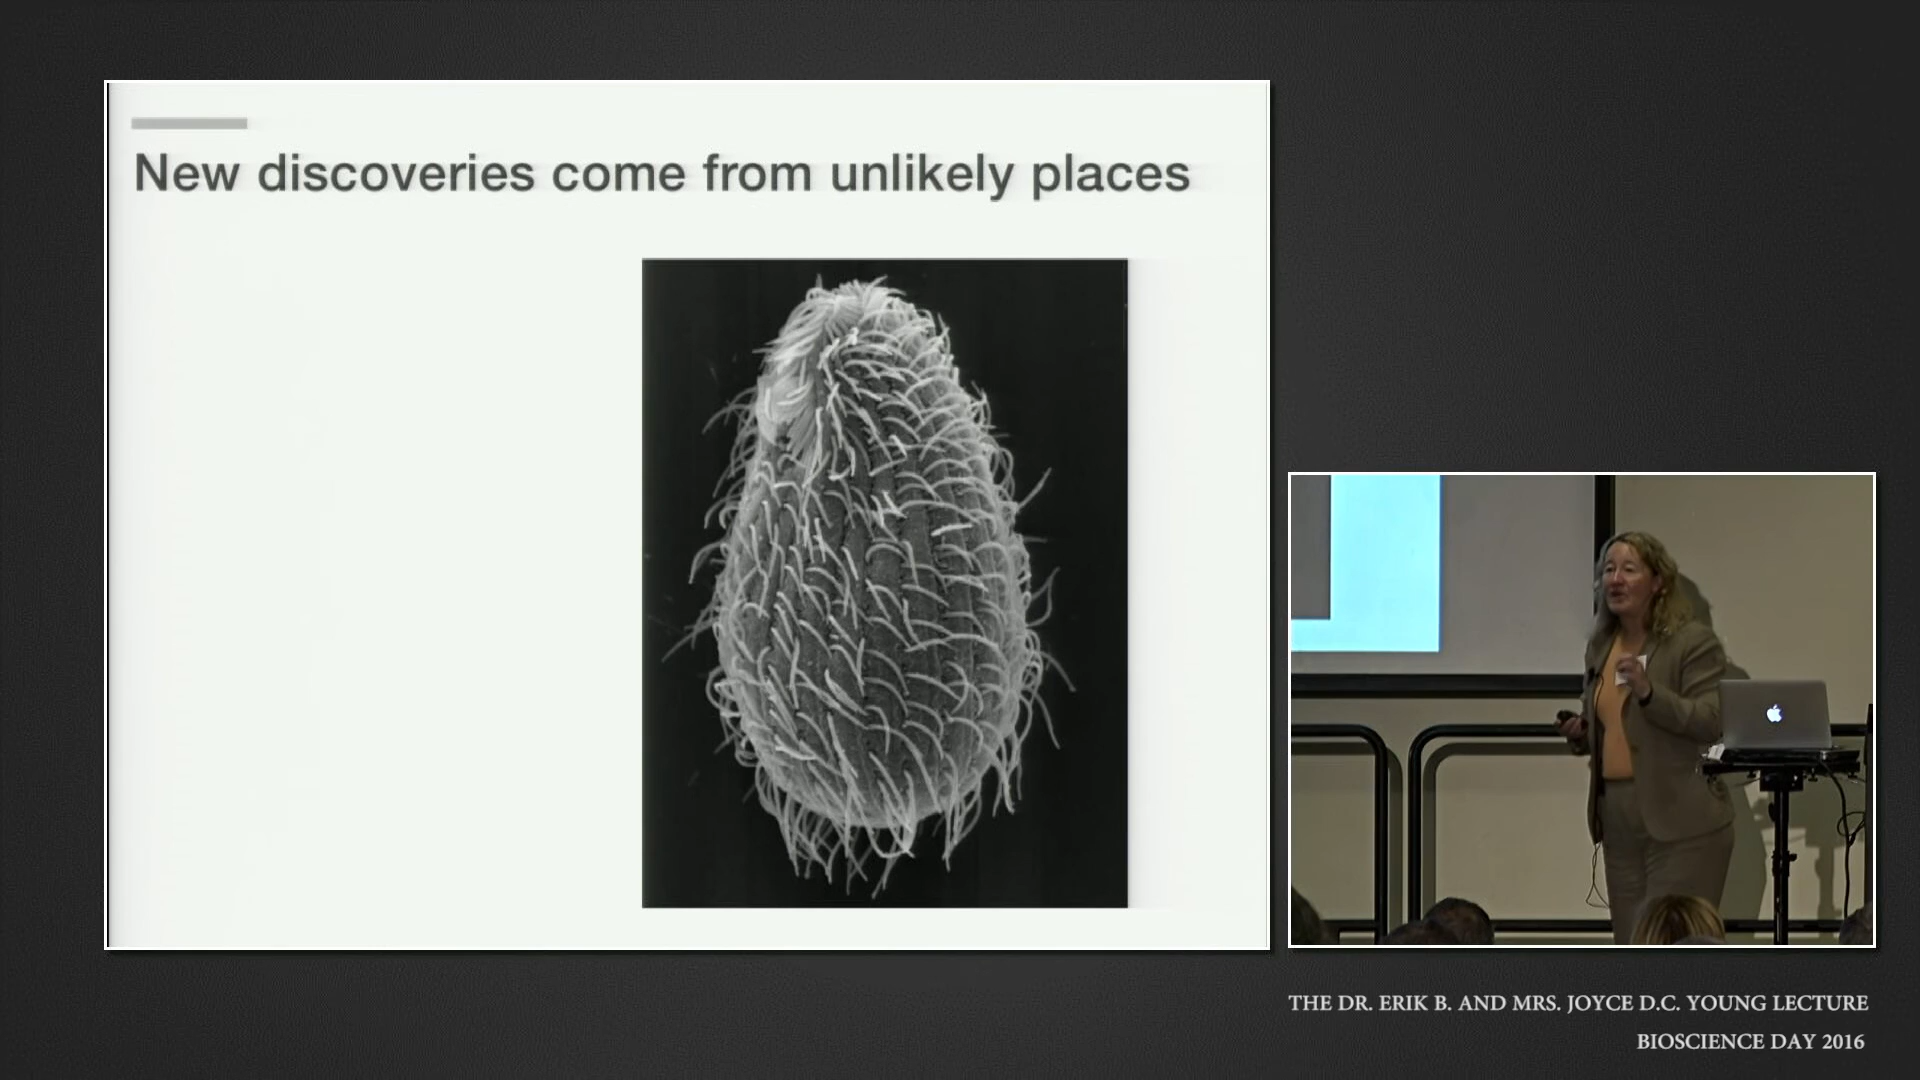 New discoveries come from unlikely places
THE DR. ERIK B. AND MRS. JOYCE D.C. YOUNG LECTURE
BIOSCIENCE DAY 2016